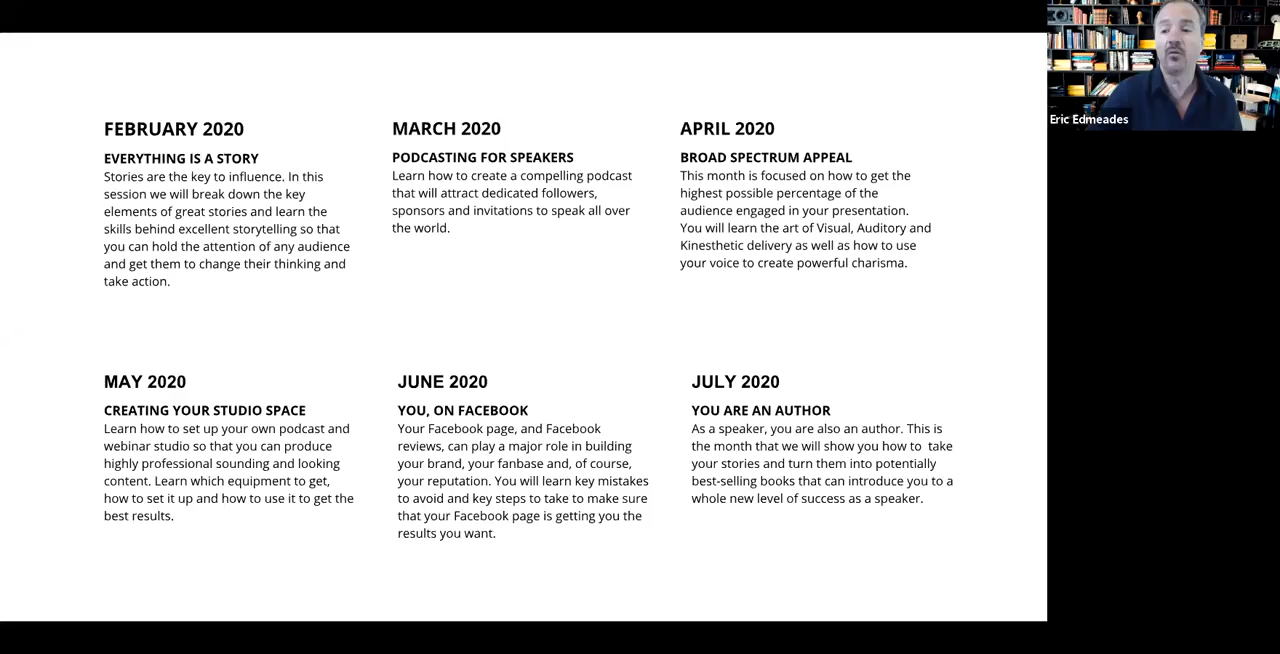 FEBRUARY 2020
EVERYTHING IS A STORY
Stories are the key to influence. In this
session we will break down the key
elements of great stories and learn the
skills behind excellent storytelling so that
you can hold the attention of any audience
and get them to change their thinking and
take action.
MARCH 2020
PODCASTING FOR SPEAKERS
Learn how to create a compelling podcast
that will attract dedicated followers,
sponsors and invitations to speak all over
the world.
APRIL 2020
BROAD SPECTRUM APPEAL
This month is focused on how to get the
highest possible percentage of the
audience engaged in your presentation.
You will learn the art of Visual, Auditory and
Kinesthetic delivery as well as how to use
your voice to create powerful charisma.
Eric Edmeades
MAY 2020
CREATING YOUR STUDIO SPACE
Learn how to set up your own podcast and
webinar studio so that you can produce
highly professional sounding and looking
content. Learn which equipment to get,
how to set it up and how to use it to get the
best results.
JUNE 2020
YOU, ON FACEBOOK
Your Facebook page, and Facebook
reviews, can play a major role in building
your brand, your fanbase and, of course,
your reputation. You will learn key mistakes
to avoid and key steps to take to make sure
that your Facebook page is getting you the
results you want.
JULY 2020
YOU ARE AN AUTHOR
As a speaker, you are also an author. This is
the month that we will show you how to  take
your stories and turn them into potentially
best-selling books that can introduce you to a
whole new level of success as a speaker.